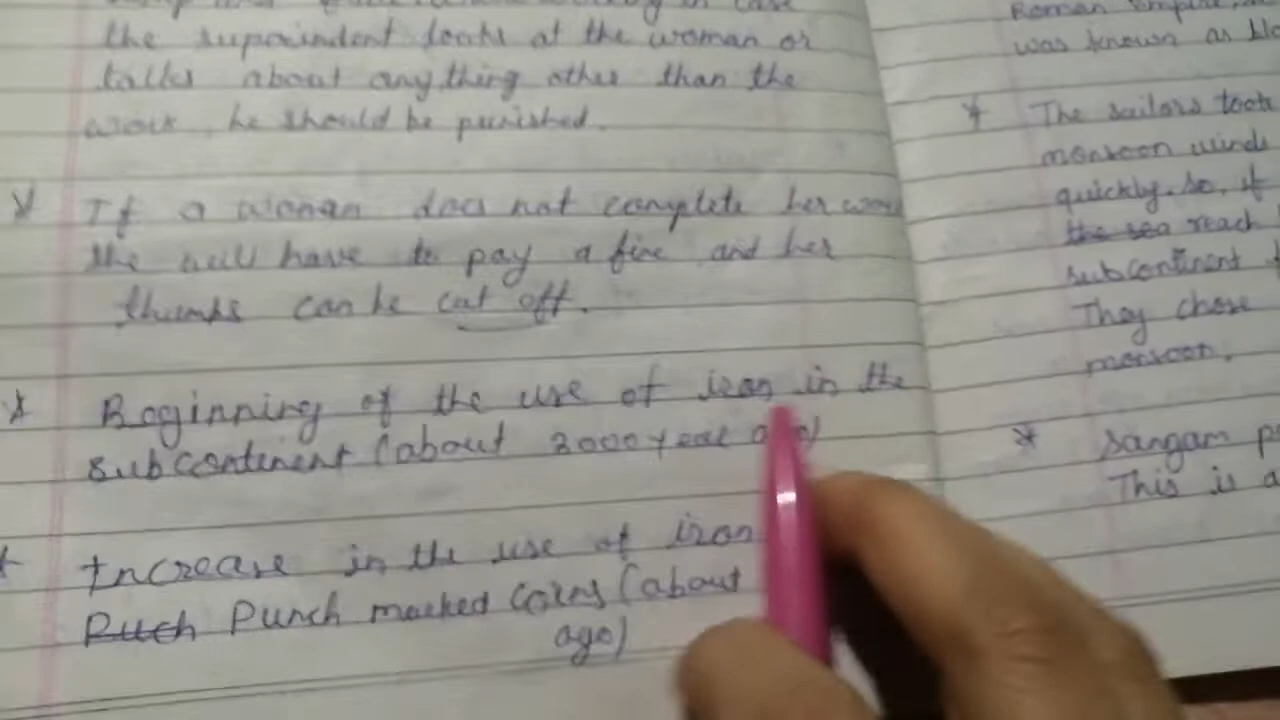 the suprindent looks at the woman or
talks about anything other than the
work, he should be punished.
* If a woman does not complete her
she will have to pay a fine and her
thumbs can be cut off.
* Beginning of the use of iron in the
subcontinent (about 3000 year ago)
* Increase in the use of iron
Puch Punch marked coins (about
ago)
Roman Empire
was known as
* The sailors took
monsoon winds
quickly. So, if
the sea reach
subcontinent
They chose
monsoon.
* Sangam
This is a